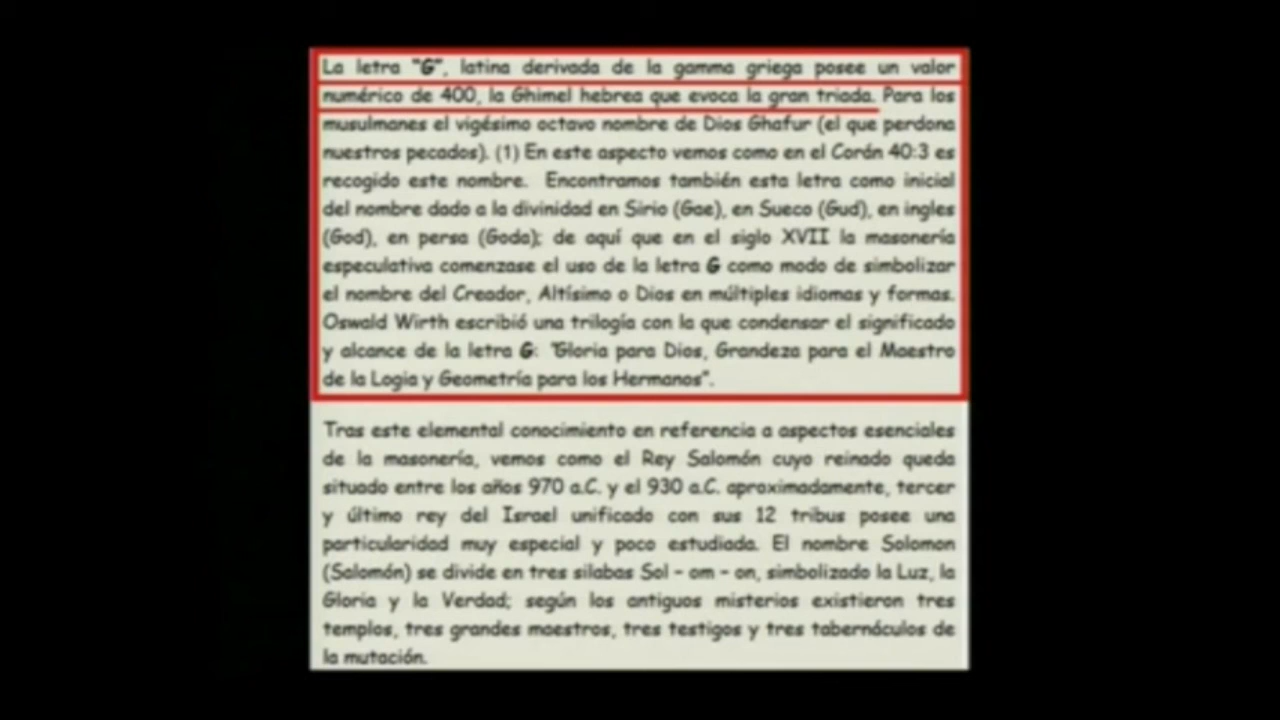 La letra "G", latina derivada de la gamma griega posee un valor
numérico de 400, la Ghimel hebrea que evoca la gran triada. Para los
musulmanes el vigésimo octavo nombre de Dios Ghafur (el que perdona
nuestros pecados). (1) En este aspecto vemos como en el Corán 40:3 es
recogido este nombre. Encontramos también esta letra como inicial
del nombre dado a la divinidad en Sirio (Gae), en Sueco (Gud), en ingles
(God), en persa (Goda); de aquí que en el siglo XVII la masonería
especulativa comenzase el uso de la letra G como modo de simbolizar
el nombre del Creador, Altísimo o Dios en múltiples idiomas y formas.
Oswald Wirth escribió una trilogía con la que condensar el significado
y alcance de la letra G: "Gloria para Dios, Grandeza para el Maestro
de la Logia y Geometría para los Hermanos".
Tras este elemental conocimiento en referencia a aspectos esenciales
de la masonería, vemos como el Rey Salomón cuyo reinado queda
situado entre los años 970 a.C. y el 930 a.C. aproximadamente, tercer
y último rey del Israel unificado con sus 12 tribus posee una
particularidad muy especial y poco estudiada. El nombre Solomon
(Salomón) se divide en tres silabas Sol – om – on, simbolizado la Luz, la
Gloria y la Verdad; según los antiguos misterios existieron tres
templos, tres grandes maestros, tres testigos y tres tabernáculos de
la mutación.